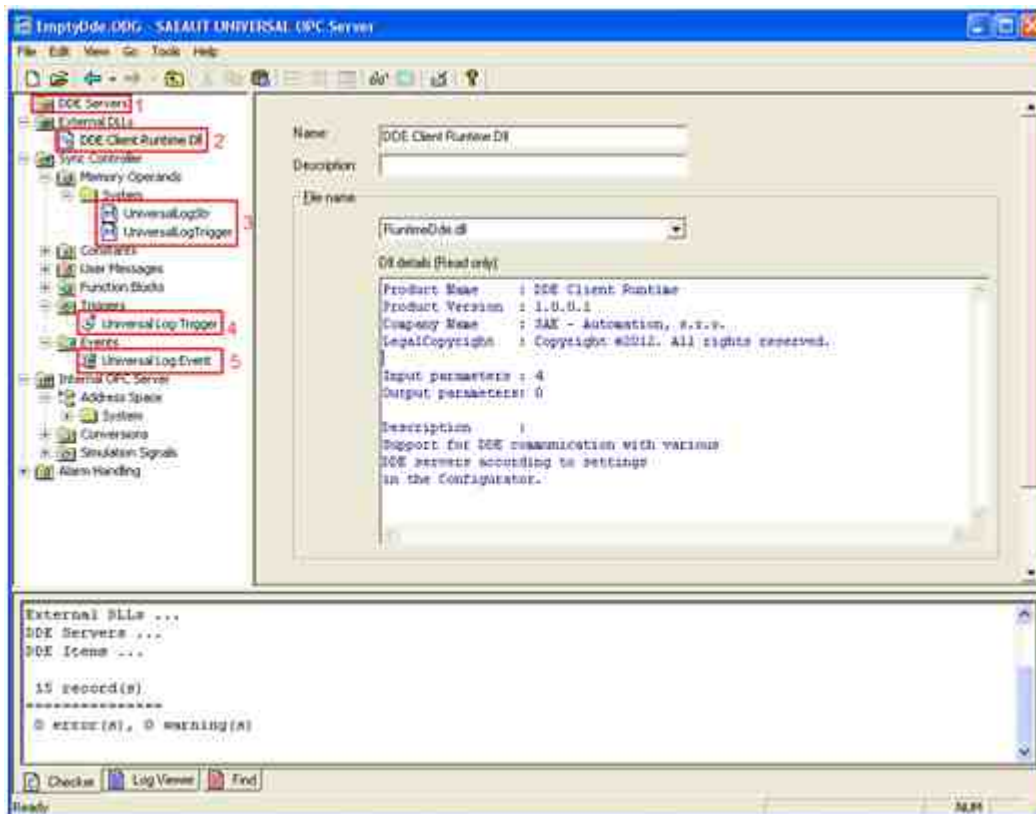 EmptyDde.ODG - SAEAUT UNIVERSAL OPC Server
File Edit View Go Tools Help
DDE Servers 1
External DLLs
DDE Client Runtime Dll 2
Sync Controller
Memory Operands
System
UniversalLogStr
UniversalLogTrigger 3
Constants
User Messages
Function Blocks
Triggers
Universal Log Trigger 4
Events
Universal Log Event 5
Internal OPC Server
Address Space
System
Conversions
Simulation Signals
Alarm Handling
Name: DDE Client Runtime Dll
Description:
File name
RuntimeDde.dll
Dll details (Read only)
Product Name : DDE Client Runtime
Product Version : 1.0.0.1
Company Name : SAE - Automation, s.r.o.
LegalCopyright : Copyright ©2012. All rights reserved.
Input parameters : 4
Output parameters: 0
Description :
Support for DDE communication with various
DDE servers according to settings
in the Configurator.
External DLLs ...
DDE Servers ...
DDE Items ...
15 record(s)
---------------
0 error(s), 0 warning(s)
Checker Log Viewer Find
Ready NUM